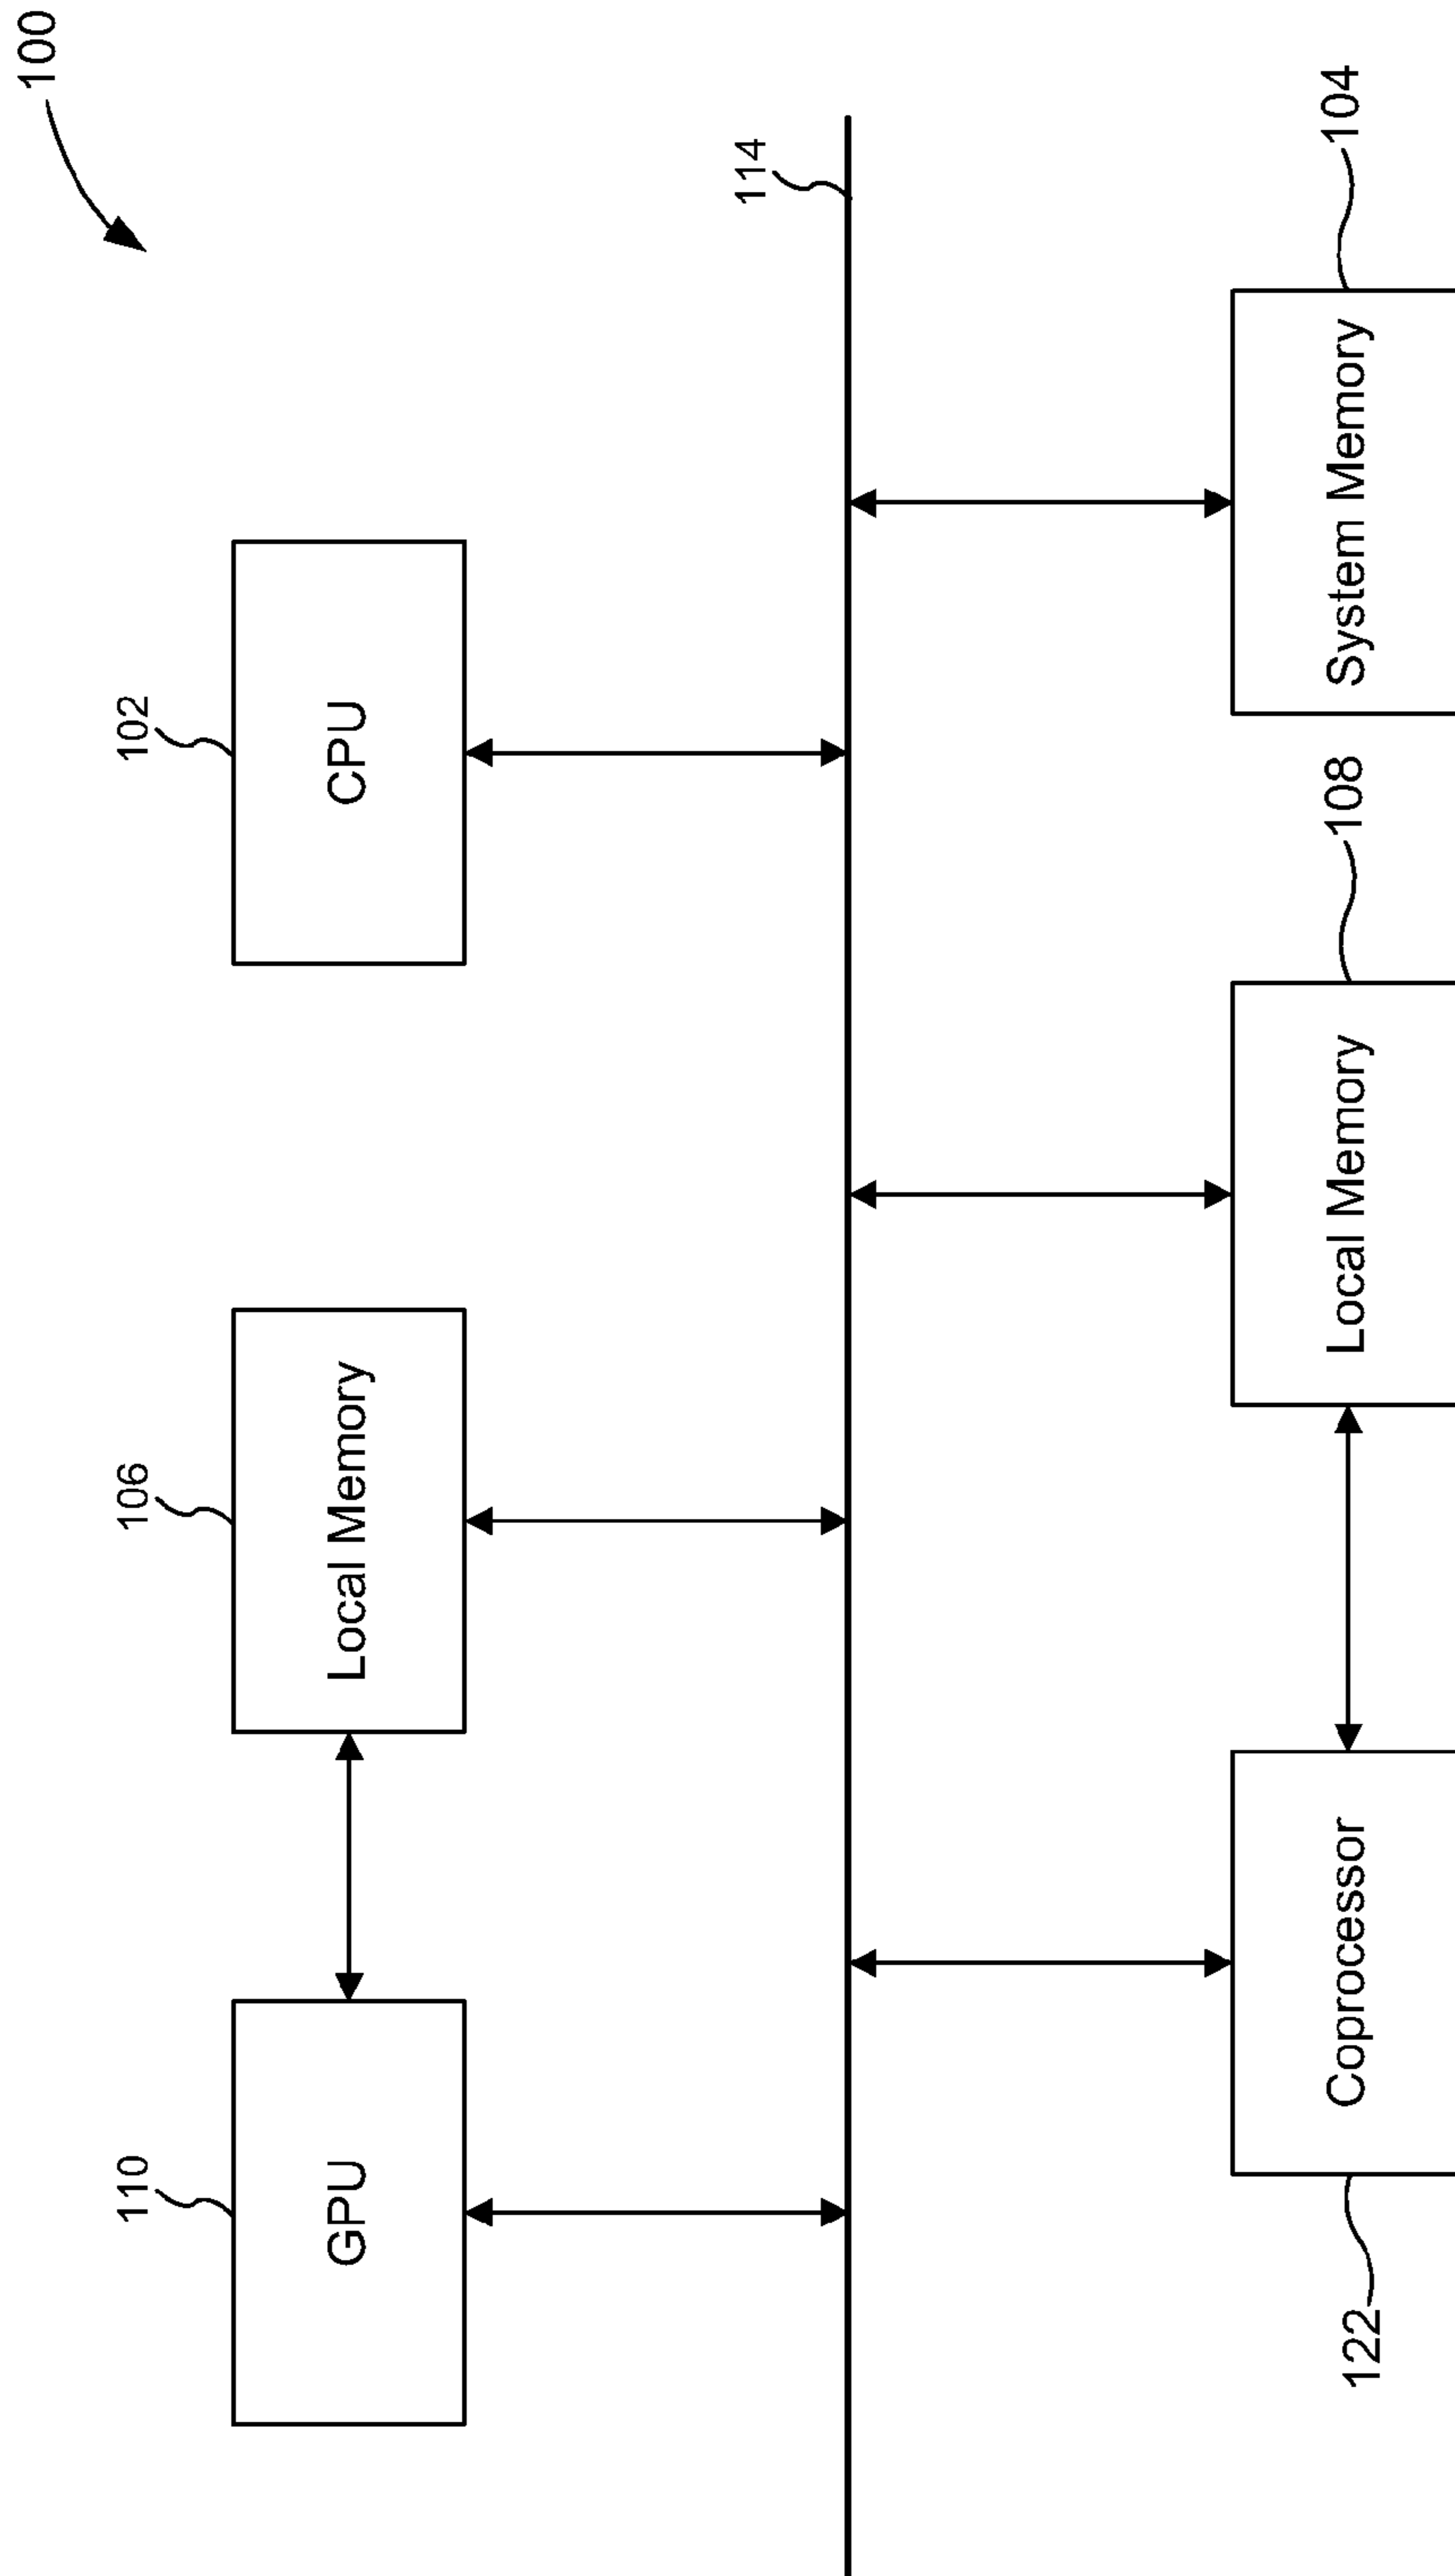 100
110
GPU
106
Local Memory
102
CPU
114
122
Coprocessor
Local Memory
108
System Memory
104